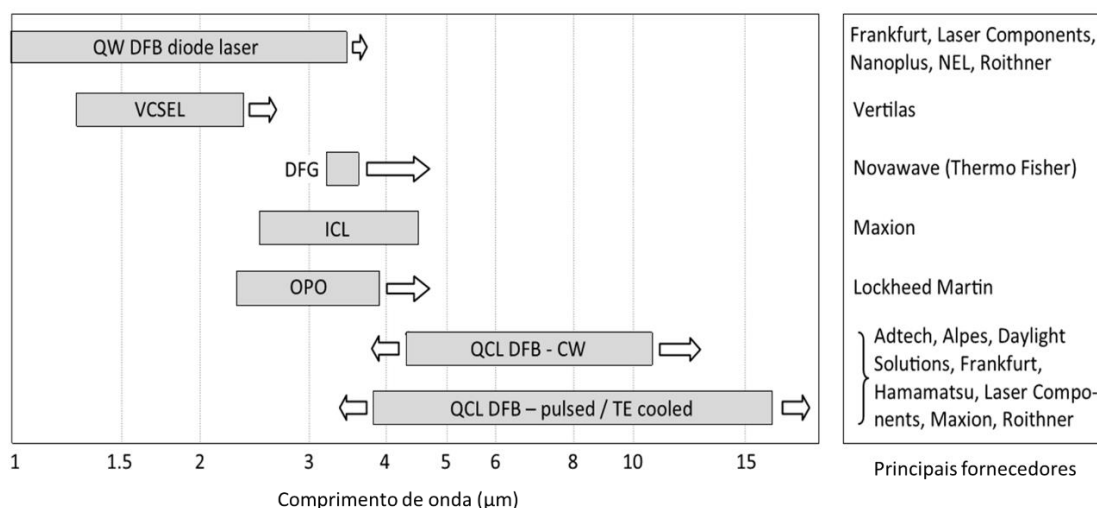 QW DFB diode laser
Frankfurt, Laser Components,
Nanoplus, NEL, Roithner
VCSEL
Vertilas
DFG
Novawave (Thermo Fisher)
ICL
Maxion
OPO
Lockheed Martin
QCL DFB - CW
QCL DFB – pulsed / TE cooled
Adtech, Alpes, Daylight
Solutions, Frankfurt,
Hamamatsu, Laser Compo-
nents, Maxion, Roithner
1 1.5 2 3 4 5 6 8 10 15
Comprimento de onda (μm)
Principais fornecedores